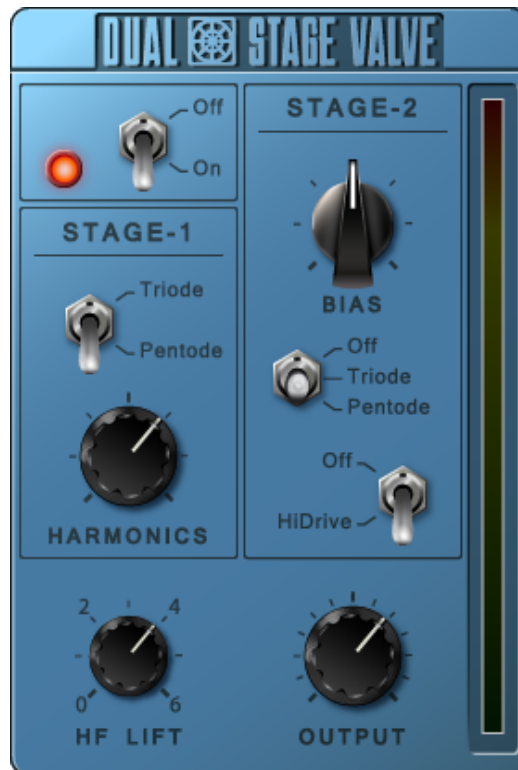 DUAL STAGE VALVE
Off
On
STAGE-1
Triode
Pentode
HARMONICS
STAGE-2
BIAS
Off
Triode
Pentode
Off
HiDrive
2 4
0 6
HF LIFT
OUTPUT